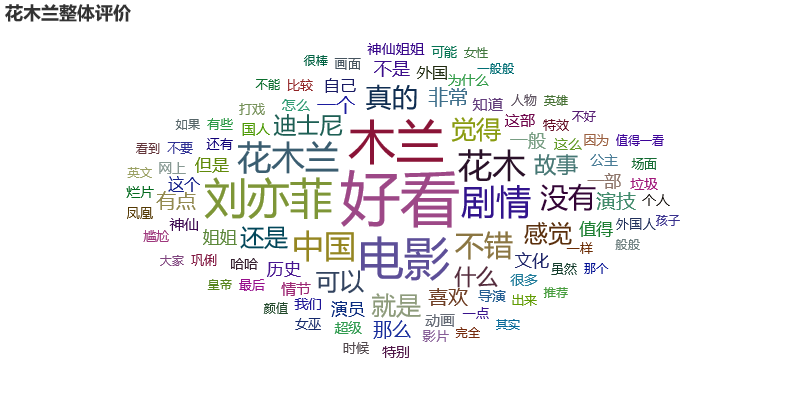 花木兰整体评价
神仙姐姐 可能 女性
很棒 画面 不是 外国 一般般
为什么
不能 比较 自己 真的 非常
打戏 怎么 一个 知道 人物 英雄
如果 有些 国人 迪士尼 木兰 觉得 这部 特效 不好
看到 不要 还有 花木兰 一般 这么 因为 值得一看
英文 网上 但是 花木 故事 公主 场面
烂片 这个 刘亦菲 好看 剧情 没有 一部 垃圾
凤凰 有点 演技 个人
尴尬 神仙 姐姐 还是 中国 电影 不错 感觉 值得 外国人 孩子
大家 巩俐 哈哈 历史 什么 文化 虽然 那个 一样 般般
皇帝 最后 情节 可以 喜欢 导演 很多 出来 推荐
颜值 我们 演员 就是 动画 一点
女巫 超级 那么 影片 完全 其实
时候 特别